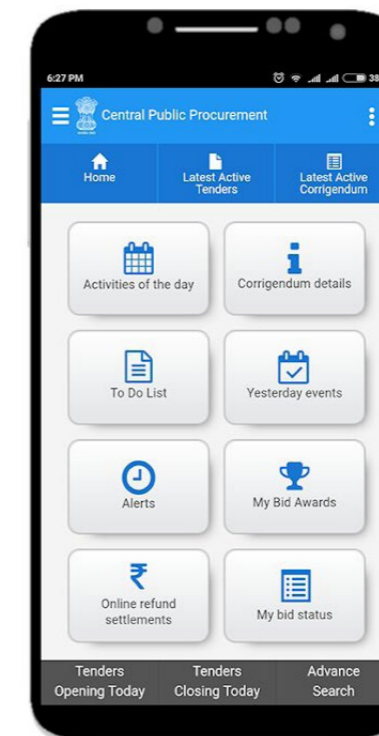 6:27 PM
38
Central Public Procurement
Home
Latest Active
Tenders
Latest Active
Corrigendum
Activities of the day
Corrigendum details
To Do List
Yesterday events
Alerts
My Bid Awards
₹
Online refund
settlements
My bid status
Tenders
Opening Today
Tenders
Closing Today
Advance
Search